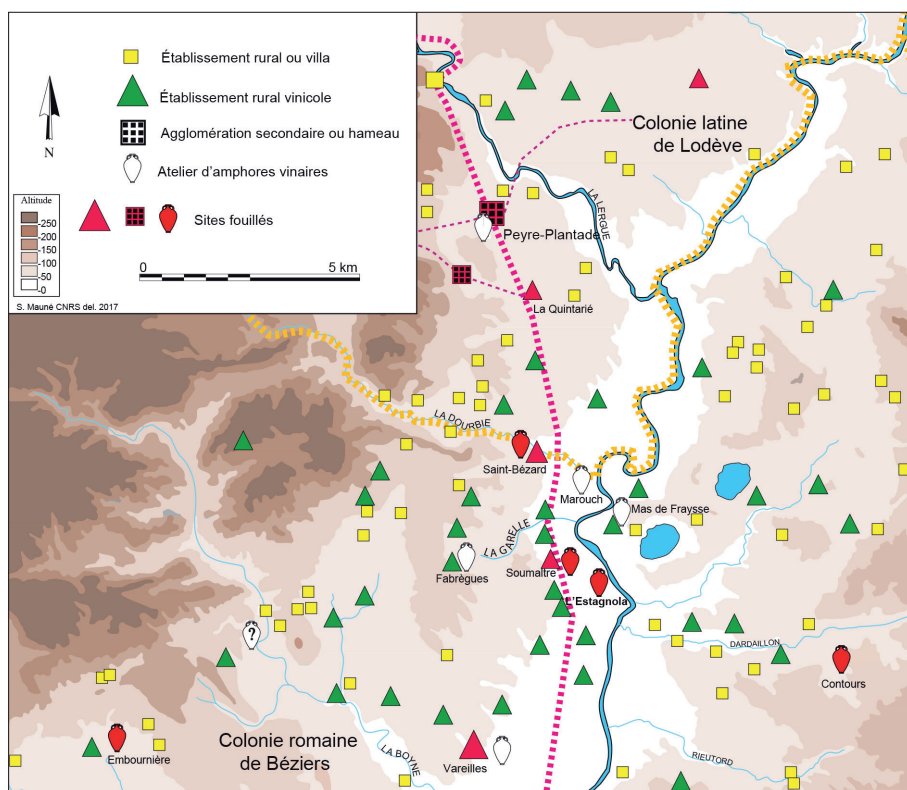 Établissement rural ou villa
Établissement rural vinicole
Agglomération secondaire ou hameau
Atelier d'amphores vinaires
Sites fouillés
N
Altitude
250
200
150
100
50
0
0
5 km
S. Mauné CNRS del. 2017
Colonie latine
de Lodève
LA LERGUE
Peyre-Plantade
La Quintarié
LA DOURBIE
Saint-Bézard
Marouch
Mas de Fraysse
LA GARELLE
Fabrègues
Soumaltre
L'Estagnola
?
DARDAILLON
Contours
Colonie romaine
de Béziers
Embournière
LA BOYNE
Vareilles
RIEUTORD